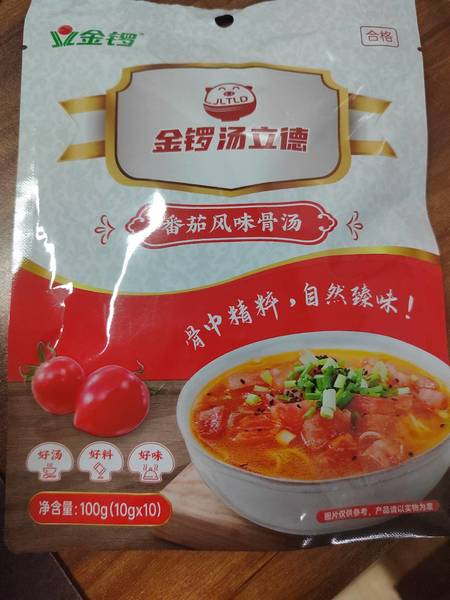 金锣
合格
JLTLD
金锣汤立德
番茄风味骨汤
骨中精粹，自然臻味！
好汤
好料
好味
净含量：100g(10gx10)
图片仅供参考，产品请以实物为准